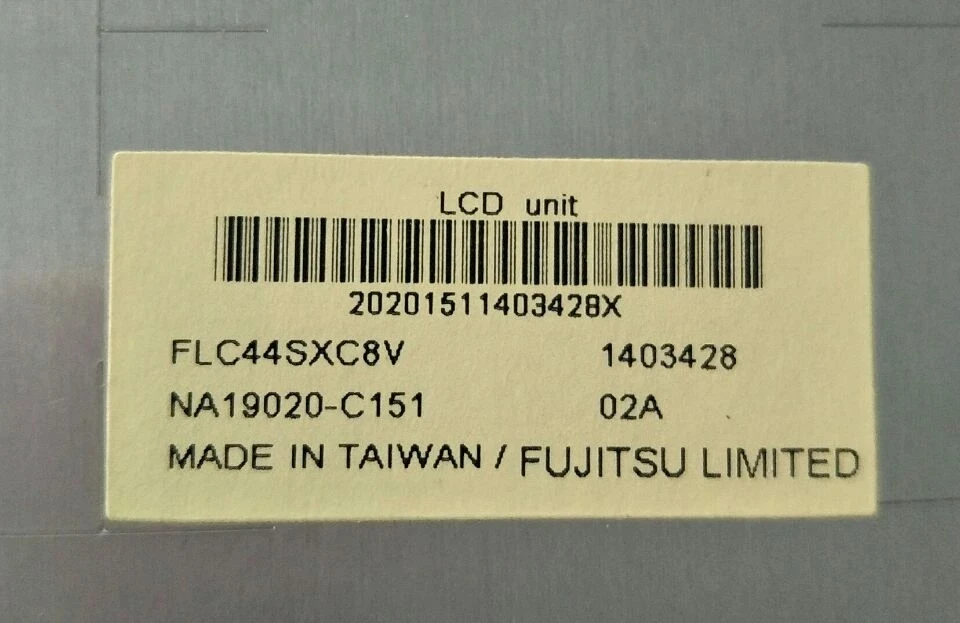 LCD unit
20201511403428X
FLC44SXC8V 1403428
NA19020-C151 02A
MADE IN TAIWAN / FUJITSU LIMITED